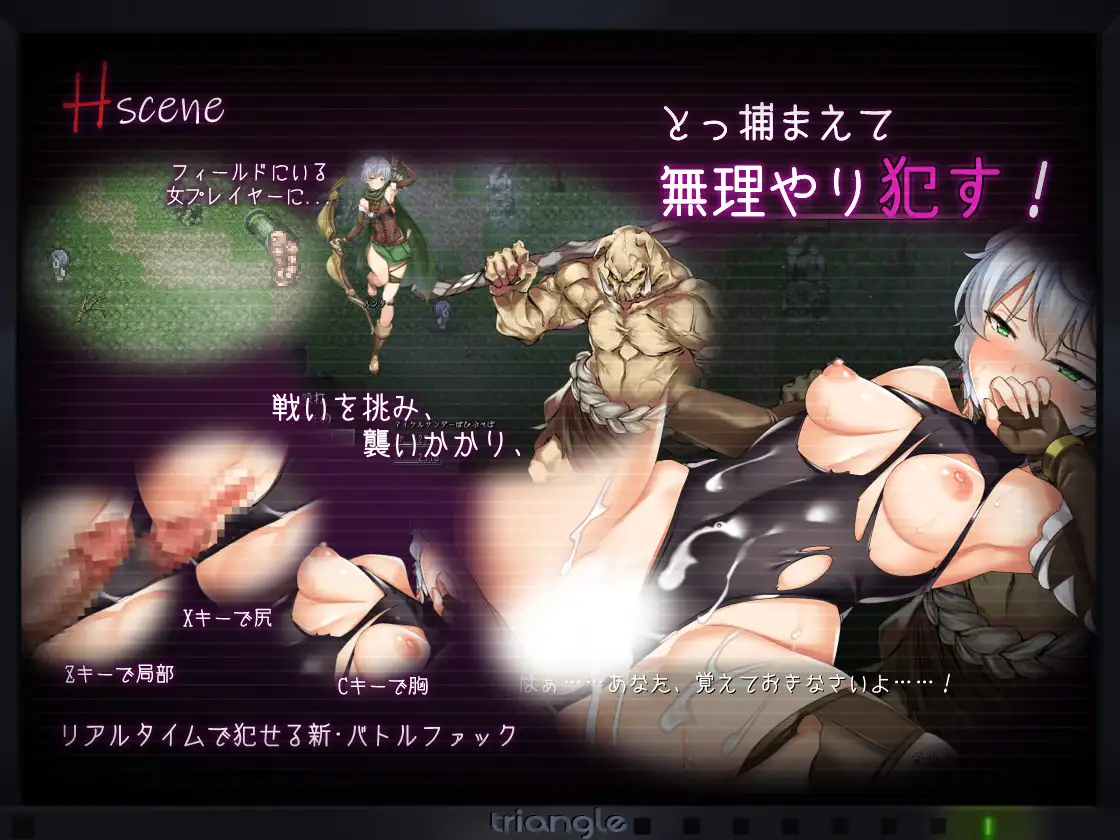 Hscene
とっ捕まえて
無理やり犯す！
フィールドにいる
女プレイヤーに...
戦いを挑み、
襲いかかり、
Xキーで尻
Zキーで局部
Cキーで胸
はぁ……あなた、覚えておきなさいよ……！
リアルタイムで犯せる新・バトルファック
triangle